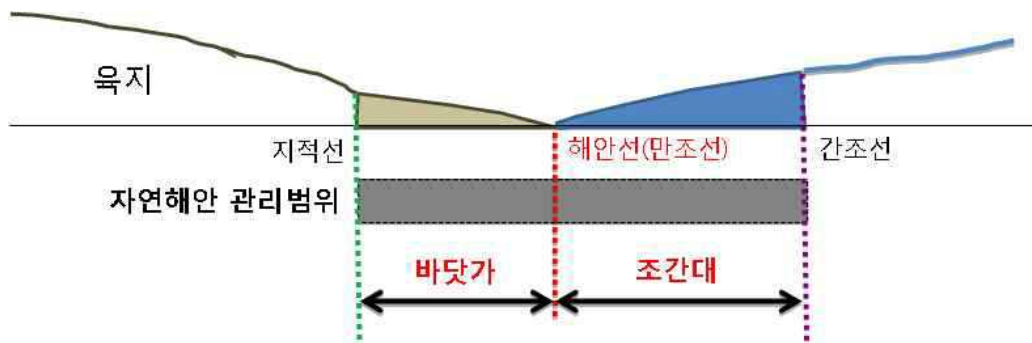 육지
지적선
해안선(만조선)
간조선
자연해안 관리범위
바닷가
조간대